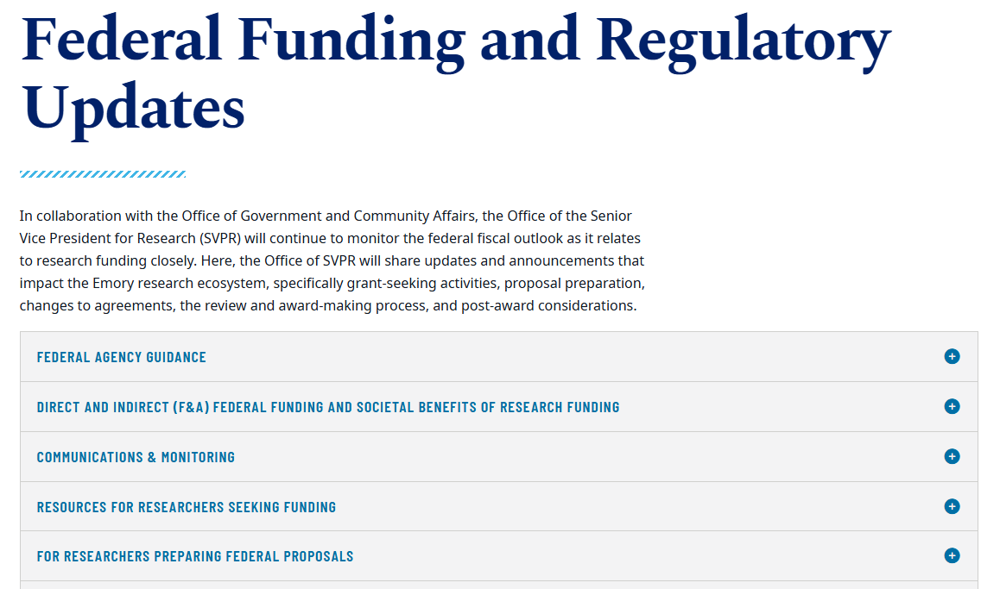 Federal Funding and Regulatory
Updates
In collaboration with the Office of Government and Community Affairs, the Office of the Senior
Vice President for Research (SVPR) will continue to monitor the federal fiscal outlook as it relates
to research funding closely. Here, the Office of SVPR will share updates and announcements that
impact the Emory research ecosystem, specifically grant-seeking activities, proposal preparation,
changes to agreements, the review and award-making process, and post-award considerations.
FEDERAL AGENCY GUIDANCE
DIRECT AND INDIRECT (F&A) FEDERAL FUNDING AND SOCIETAL BENEFITS OF RESEARCH FUNDING
COMMUNICATIONS & MONITORING
RESOURCES FOR RESEARCHERS SEEKING FUNDING
FOR RESEARCHERS PREPARING FEDERAL PROPOSALS